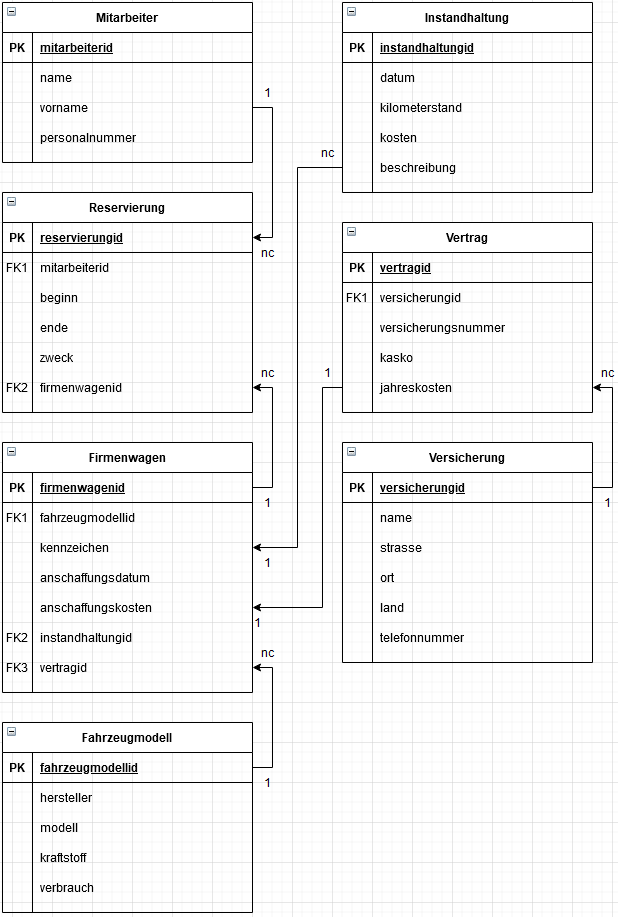 Mitarbeiter
PK mitarbeiterid
name
vorname
personalnummer
1
Reservierung
PK reservierungid
nc
FK1 mitarbeiterid
beginn
ende
zweck
nc
FK2 firmenwagenid
Firmenwagen
PK firmenwagenid
1
FK1 fahrzeugmodellid
kennzeichen
1
anschaffungsdatum
anschaffungskosten
1
FK2 instandhaltungid
nc
FK3 vertragid
Fahrzeugmodell
PK fahrzeugmodellid
1
hersteller
modell
kraftstoff
verbrauch
Instandhaltung
PK instandhaltungid
datum
kilometerstand
kosten
nc
beschreibung
Vertrag
PK vertragid
FK1 versicherungid
versicherungsnummer
kasko
1
nc
jahreskosten
Versicherung
PK versicherungid
1
name
strasse
ort
land
telefonnummer